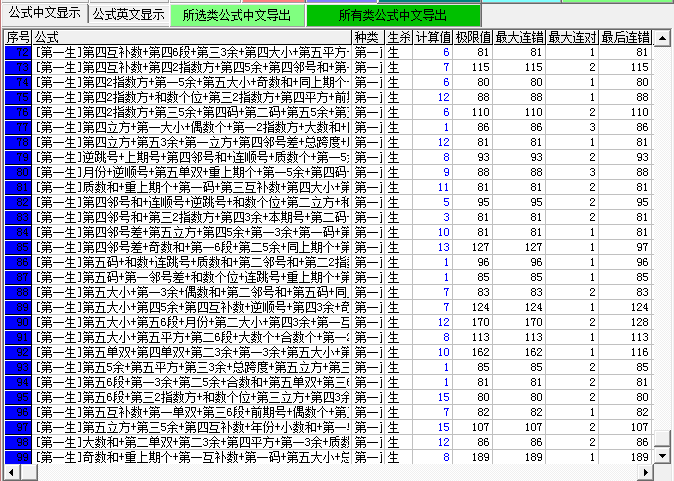 公式中文显示 公式英文显示 所选类公式中文导出 所有类公式中文导出
序号 公式 种类 生杀 计算值 极限值 最大连错 最大连对 最后连错
[第一生]第四互补数+第四6段+第三3余+第四大小+第五平方- 第一] 生 6 81 81 1 81
[第一生]第四互补数+第四2指数方+第四5余+第四邻号和+第- 第一] 生 7 115 115 2 115
[第一生]第四2指数方+第一5余+第五大小+奇数和+同上期个 第一] 生 6 80 80 1 80
[第一生]第四2指数方+和数个位+第三2指数方+第四平方+前 第一] 生 12 88 88 1 88
[第一生]第四2指数方+第三5余+第四码+第二码+第五5余+第 第一] 生 6 110 110 2 110
[第一生]第四立方+第一大小+偶数个+第一2指数方+大数和+ 第一] 生 1 86 86 3 86
[第一生]第四立方+第五3余+第一立方+第四邻号差+总跨度+ 第一] 生 12 81 81 1 81
[第一生]逆跳号+上期号+第四邻号和+连顺号+质数个+第一5 第一] 生 8 93 93 2 93
[第一生]月份+逆顺号+第五单双+重上期个+第一5余+第四码 第一] 生 9 88 88 3 88
[第一生]质数和+重上期个+第一码+第三互补数+第四大小+第 第一] 生 11 81 81 2 81
[第一生]第四邻号和+连顺号+逆跳号+和数个位+第二立方+ 第一] 生 5 95 95 2 95
[第一生]第四邻号和+第三2指数方+第四3余+本期号+第二码 第一] 生 3 81 81 2 81
[第一生]第四邻号差+第五立方+第四5余+第一3余+第一码+第 第一] 生 10 81 81 1 81
[第一生]第四邻号差+奇数和+第一6段+第二5余+同上期个+ 第一] 生 13 127 127 1 97
[第一生]第五码+和数+连跳号+质数和+第二邻号和+第二2指 第一] 生 1 96 96 1 96
[第一生]第五码+第一邻号差+和数个位+连跳号+重上期个+ 第一] 生 1 85 85 1 85
[第一生]第五大小+第一3余+偶数和+第二邻号和+第五码+同 第一] 生 7 83 83 2 83
[第一生]第五大小+第四5余+第四互补数+逆顺号+第四3余+ 第一] 生 7 124 124 1 124
[第一生]第五大小+第五6段+月份+第二大小+第四3余+第一 第一] 生 12 170 170 2 128
[第一生]第五大小+第五平方+第二6段+大数个+合数个+第一 第一] 生 8 113 113 1 113
[第一生]第五单双+第四单双+第二3余+第一3余+第五大小+第 第一] 生 10 162 162 1 116
[第一生]第五5余+第五平方+第三3余+总跨度+第五立方+第三 第一] 生 1 85 85 2 85
[第一生]第五6段+第一3余+第二5余+合数和+第五单双+第三 第一] 生 1 81 81 2 81
[第一生]第五6段+第三2指数方+和数个位+第三立方+第四 第一] 生 15 80 80 2 80
[第一生]第五互补数+第一单双+第三6段+前期号+偶数个+第 第一] 生 7 82 82 1 82
[第一生]第五立方+第三5余+第四互补数+年份+小数和+第一 第一] 生 15 107 107 2 107
[第一生]大数和+第二单双+第二3余+第四平方+第一3余+质数 第一] 生 12 86 86 2 86
[第一生]奇数和+重上期个+第一互补数+第一码+第五大小+总 第一] 生 8 189 189 1 189